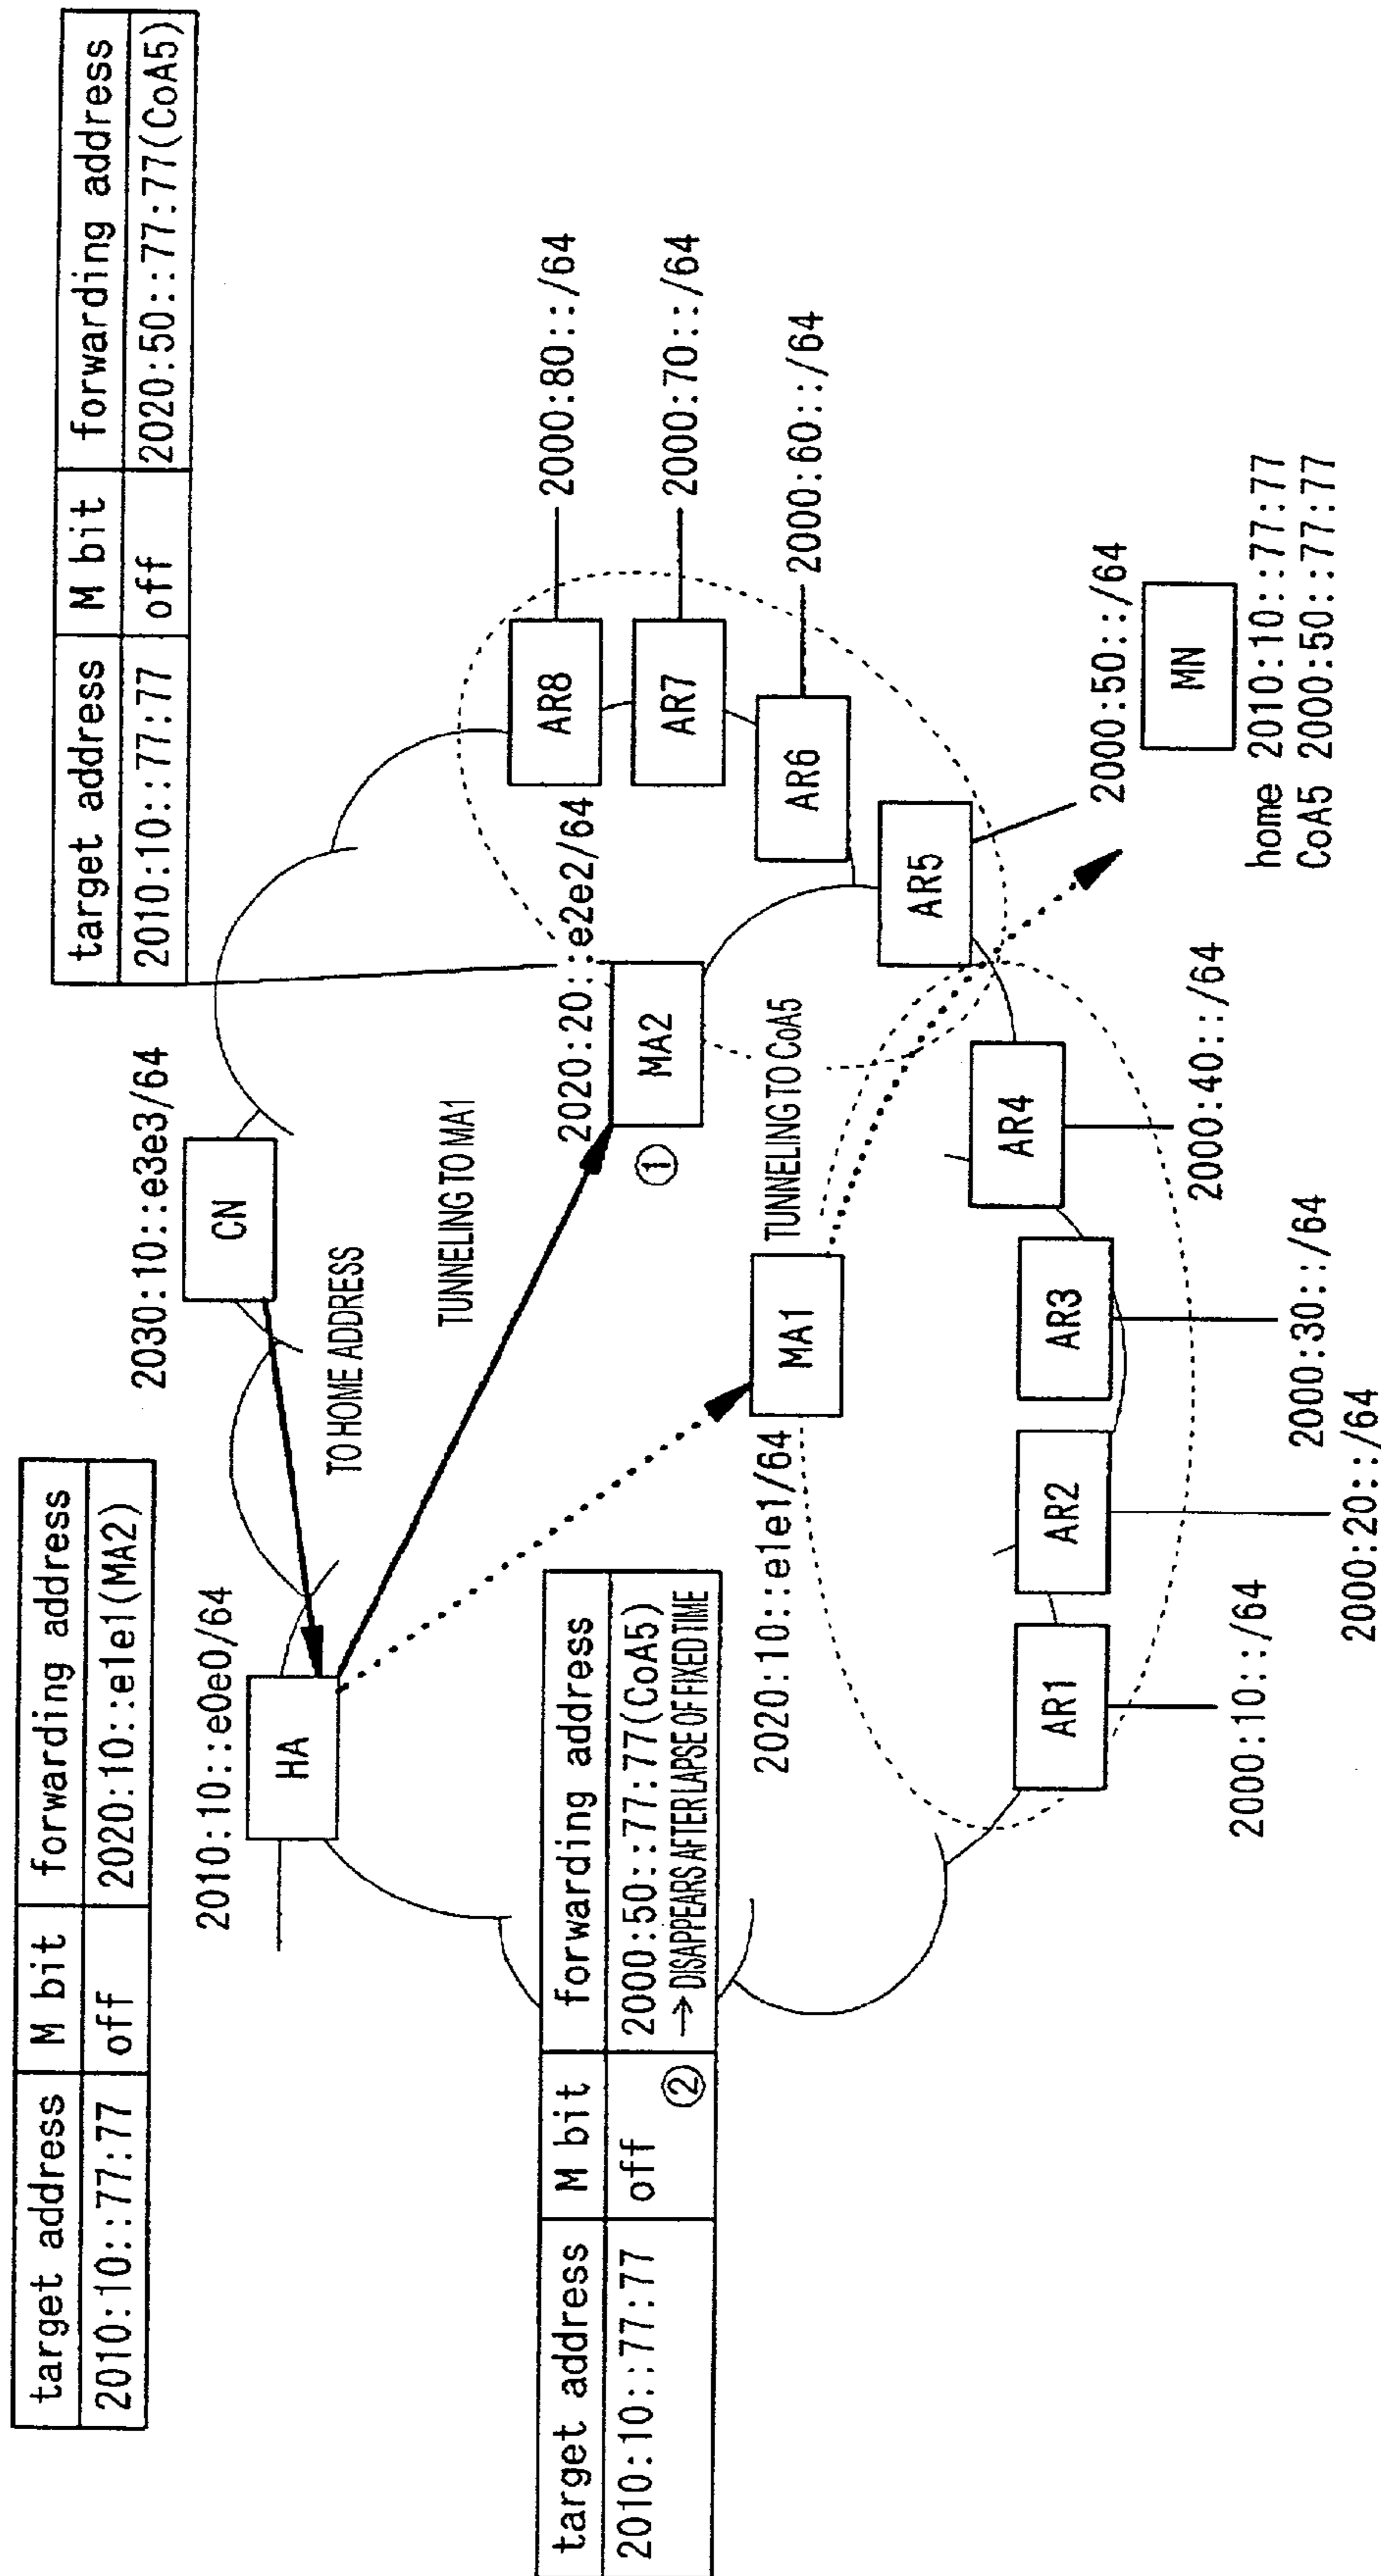 target address M bit forwarding address
2010:10::77:77 off 2020:10::e1e1(MA2)
target address M bit forwarding address
2010:10::77:77 off 2020:50::77:77(CoA5)
2030:10::e3e3/64
CN
2010:10::e0e0/64
HA
TO HOME ADDRESS
TUNNELING TO MA1
2020:20::e2e2/64
MA2
①
AR8
2000:80::/64
AR7
2000:70::/64
AR6
2000:60::/64
target address M bit forwarding address
2010:10::77:77 off 2000:50::77:77(CoA5)
② → DISAPPEARS AFTER LAPSE OF FIXED TIME
2020:10::e1e1/64
MA1
TUNNELING TO CoA5
AR5
2000:50::/64
AR4
2000:40::/64
AR3
2000:30::/64
AR2
2000:20::/64
AR1
2000:10::/64
MN
home 2010:10::77:77
CoA5 2000:50::77:77